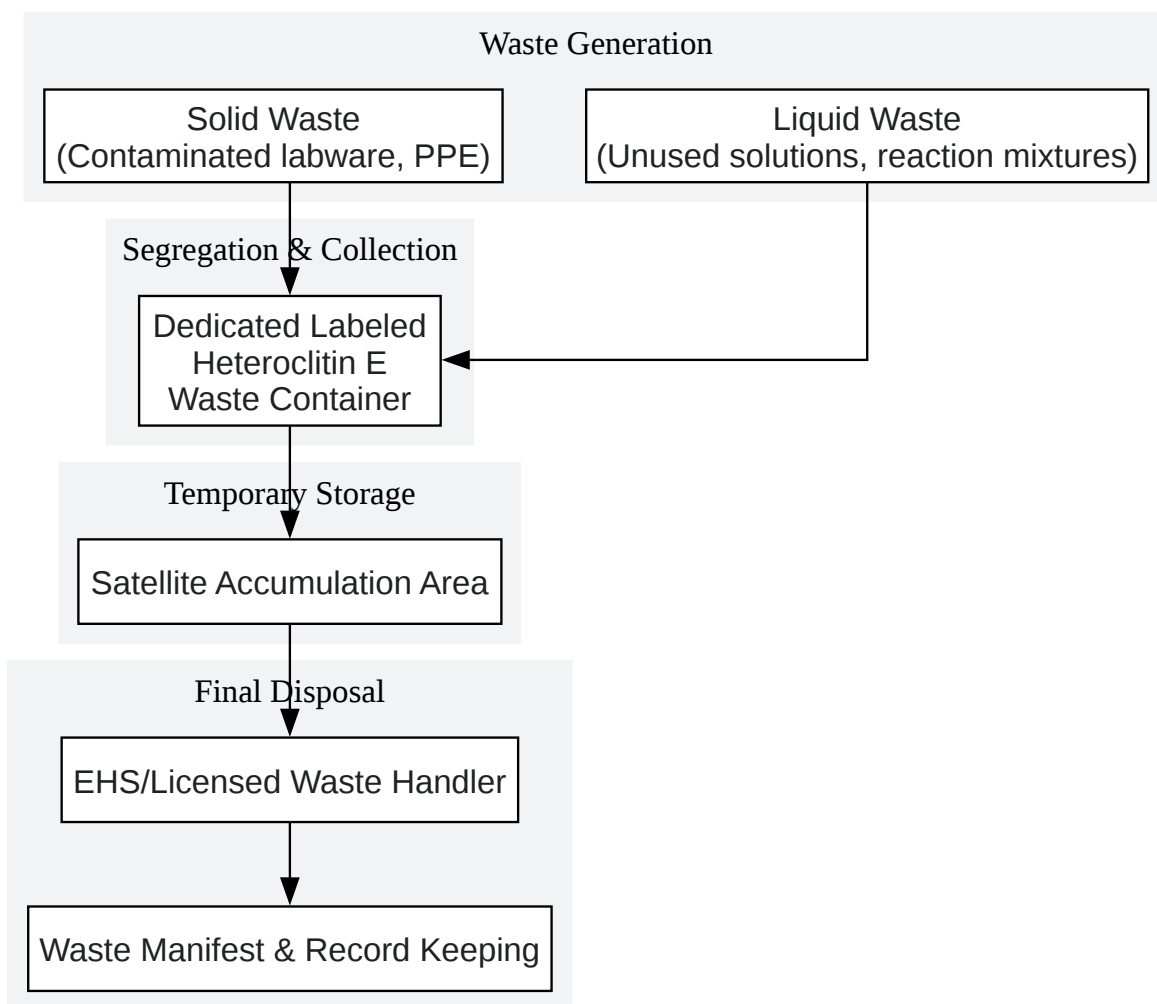 Waste Generation
Solid Waste
(Contaminated labware, PPE)
Liquid Waste
(Unused solutions, reaction mixtures)
Segregation & Collection
Dedicated Labeled
Heteroclitin E
Waste Container
Temporary Storage
Satellite Accumulation Area
Final Disposal
EHS/Licensed Waste Handler
Waste Manifest & Record Keeping